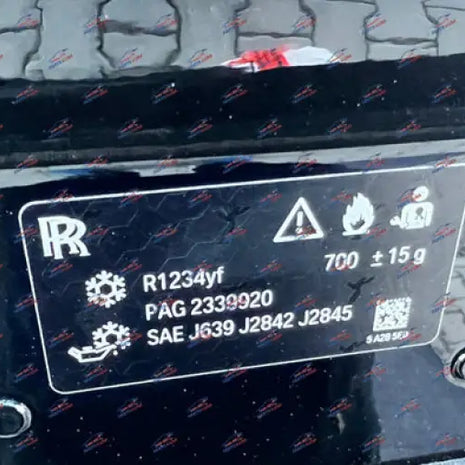 RR
R1234yf 700 ± 15 g
PAG 2339920
SAE J639 J2842 J2845